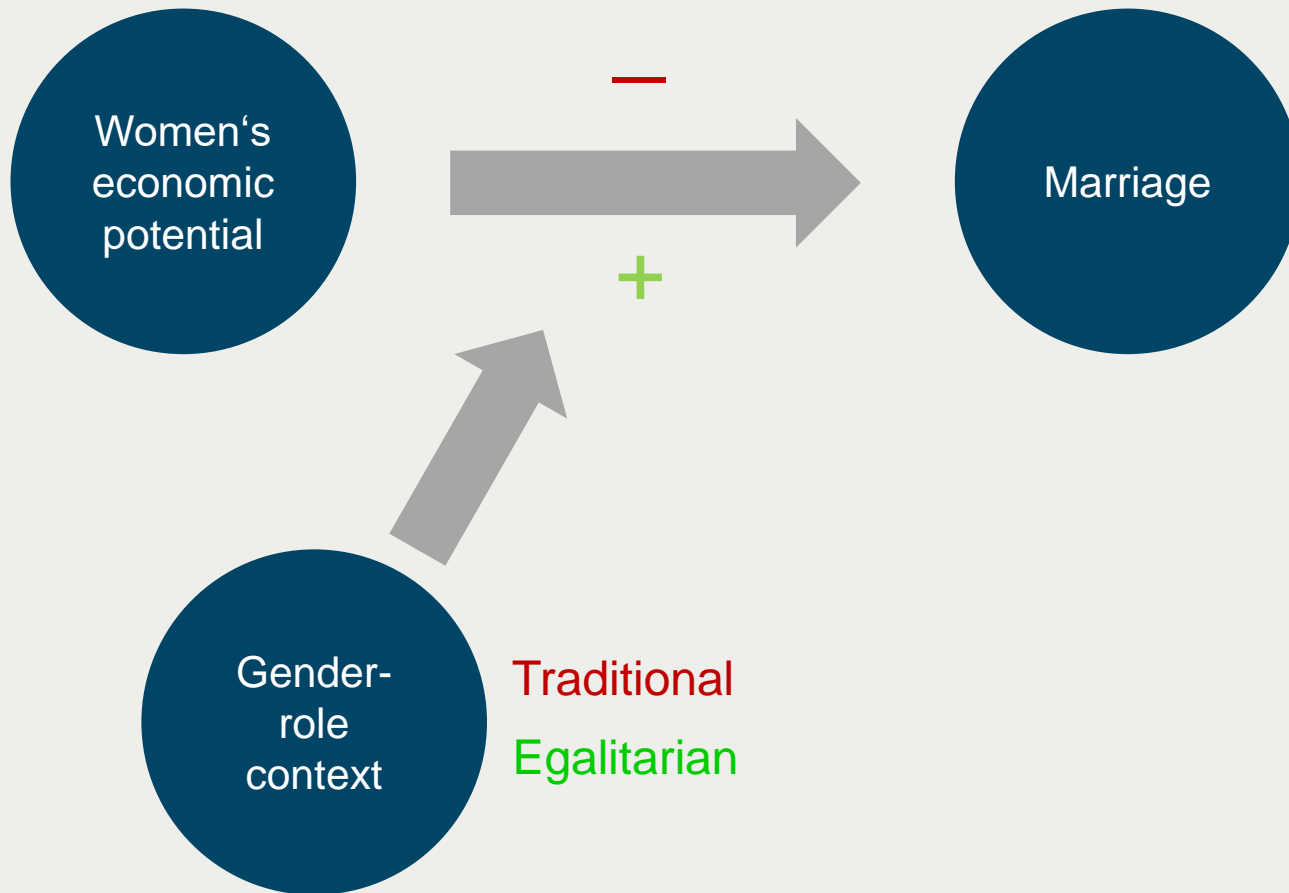 Women‘s
economic
potential
—
+
Marriage
Gender-
role
context
Traditional
Egalitarian